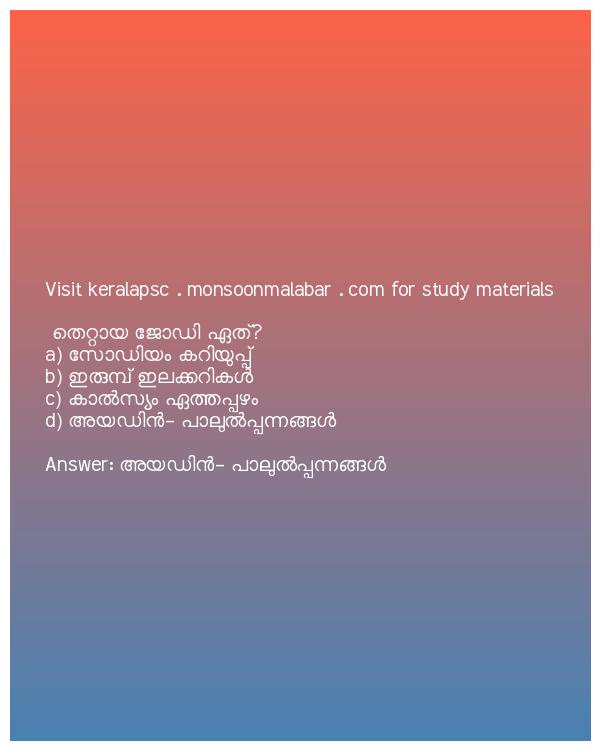 Visit keralapsc . monsoonmalabar . com for study materials
തെറ്റായ ജോഡി ഏത്?
a) സോഡിയം കറിയുപ്പ്
b) ഇരുമ്പ് ഇലക്കറികൾ
c) കാൽസ്യം ഏത്തപ്പഴം
d) അയഡിൻ- പാലുൽപ്പന്നങ്ങൾ
Answer: അയഡിൻ- പാലുൽപ്പന്നങ്ങൾ